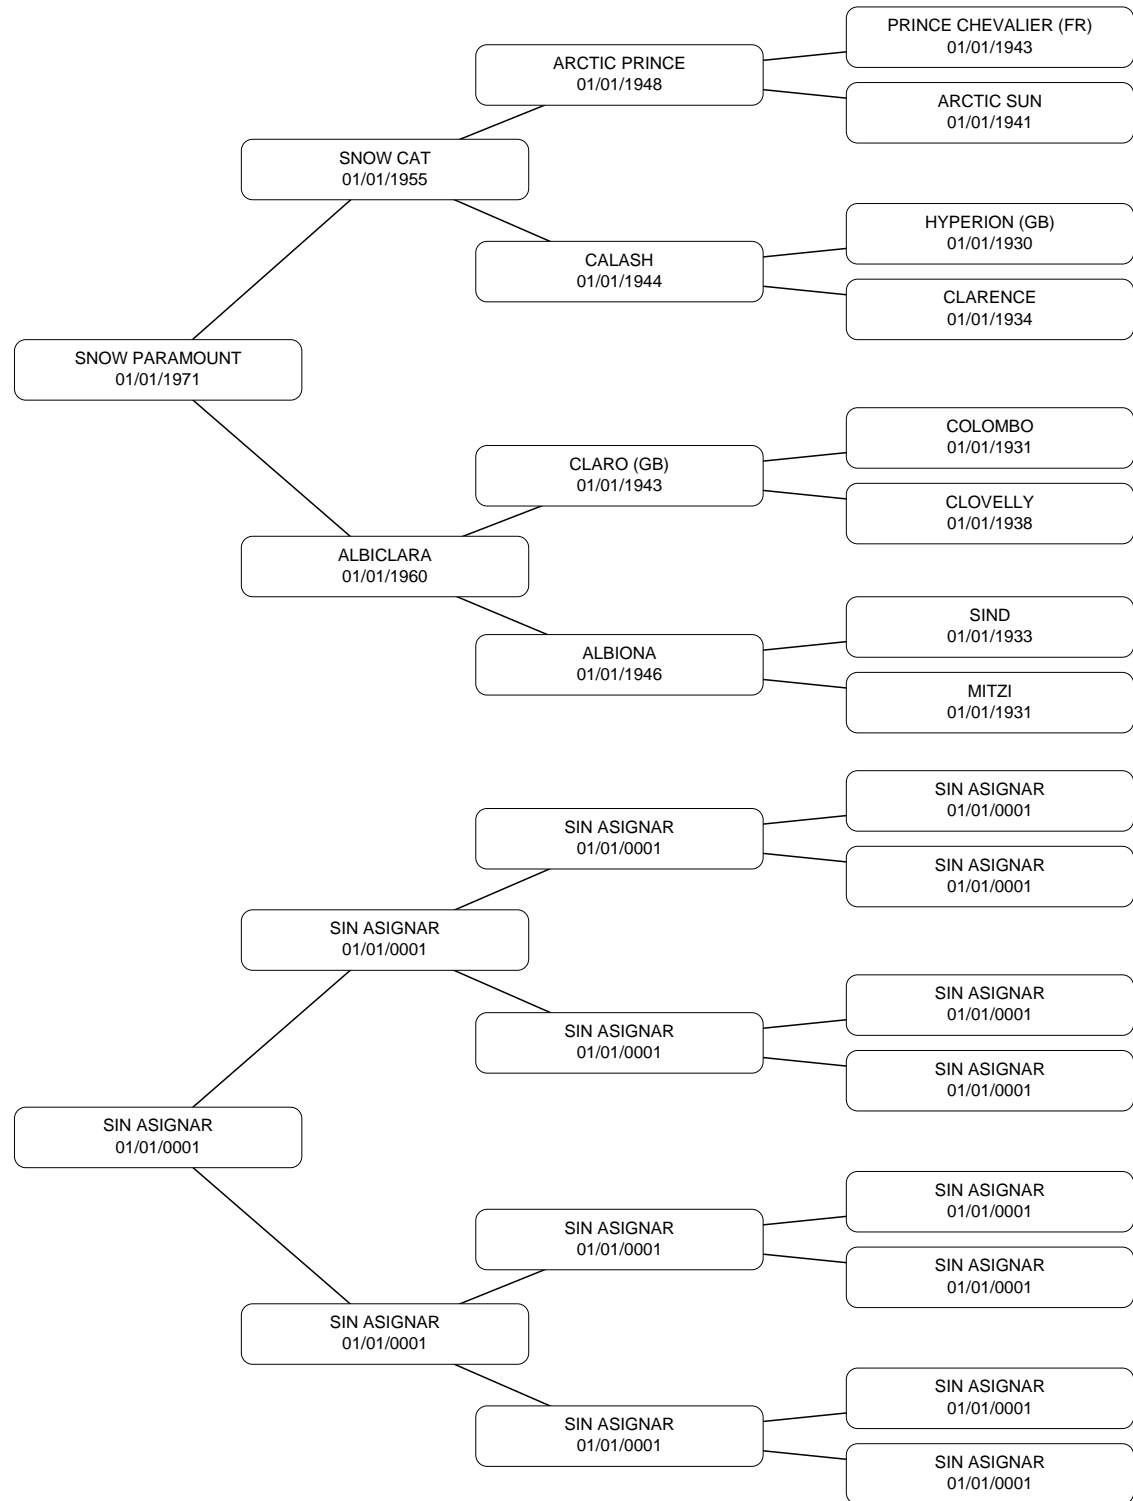 PRINCE CHEVALIER (FR)
01/01/1943
ARCTIC PRINCE
01/01/1948
ARCTIC SUN
01/01/1941
SNOW CAT
01/01/1955
HYPERION (GB)
01/01/1930
CALASH
01/01/1944
CLARENCE
01/01/1934
SNOW PARAMOUNT
01/01/1971
COLOMBO
01/01/1931
CLARO (GB)
01/01/1943
CLOVELLY
01/01/1938
ALBICLARA
01/01/1960
SIND
01/01/1933
ALBIONA
01/01/1946
MITZI
01/01/1931
SIN ASIGNAR
01/01/0001
SIN ASIGNAR
01/01/0001
SIN ASIGNAR
01/01/0001
SIN ASIGNAR
01/01/0001
SIN ASIGNAR
01/01/0001
SIN ASIGNAR
01/01/0001
SIN ASIGNAR
01/01/0001
SIN ASIGNAR
01/01/0001
SIN ASIGNAR
01/01/0001
SIN ASIGNAR
01/01/0001
SIN ASIGNAR
01/01/0001
SIN ASIGNAR
01/01/0001
SIN ASIGNAR
01/01/0001
SIN ASIGNAR
01/01/0001
SIN ASIGNAR
01/01/0001